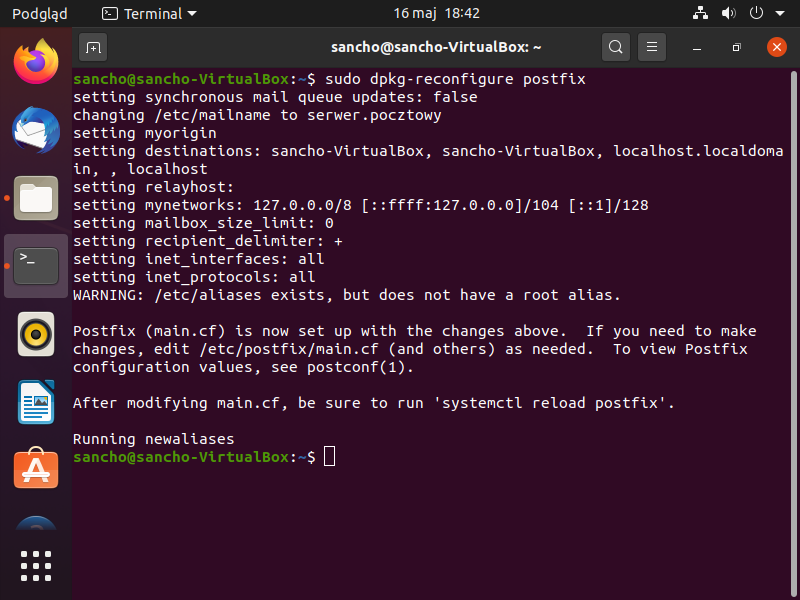 Podgląd Terminal 16 maj 18:42
sancho@sancho-VirtualBox: ~
sancho@sancho-VirtualBox:~$ sudo dpkg-reconfigure postfix
setting synchronous mail queue updates: false
changing /etc/mailname to serwer.pocztowy
setting myorigin
setting destinations: sancho-VirtualBox, sancho-VirtualBox, localhost.localdoma
in, , localhost
setting relayhost:
setting mynetworks: 127.0.0.0/8 [::ffff:127.0.0.0]/104 [::1]/128
setting mailbox_size_limit: 0
setting recipient_delimiter: +
setting inet_interfaces: all
setting inet_protocols: all
WARNING: /etc/aliases exists, but does not have a root alias.
Postfix (main.cf) is now set up with the changes above.  If you need to make
changes, edit /etc/postfix/main.cf (and others) as needed.  To view Postfix
configuration values, see postconf(1).
After modifying main.cf, be sure to run 'systemctl reload postfix'.
Running newaliases
sancho@sancho-VirtualBox:~$